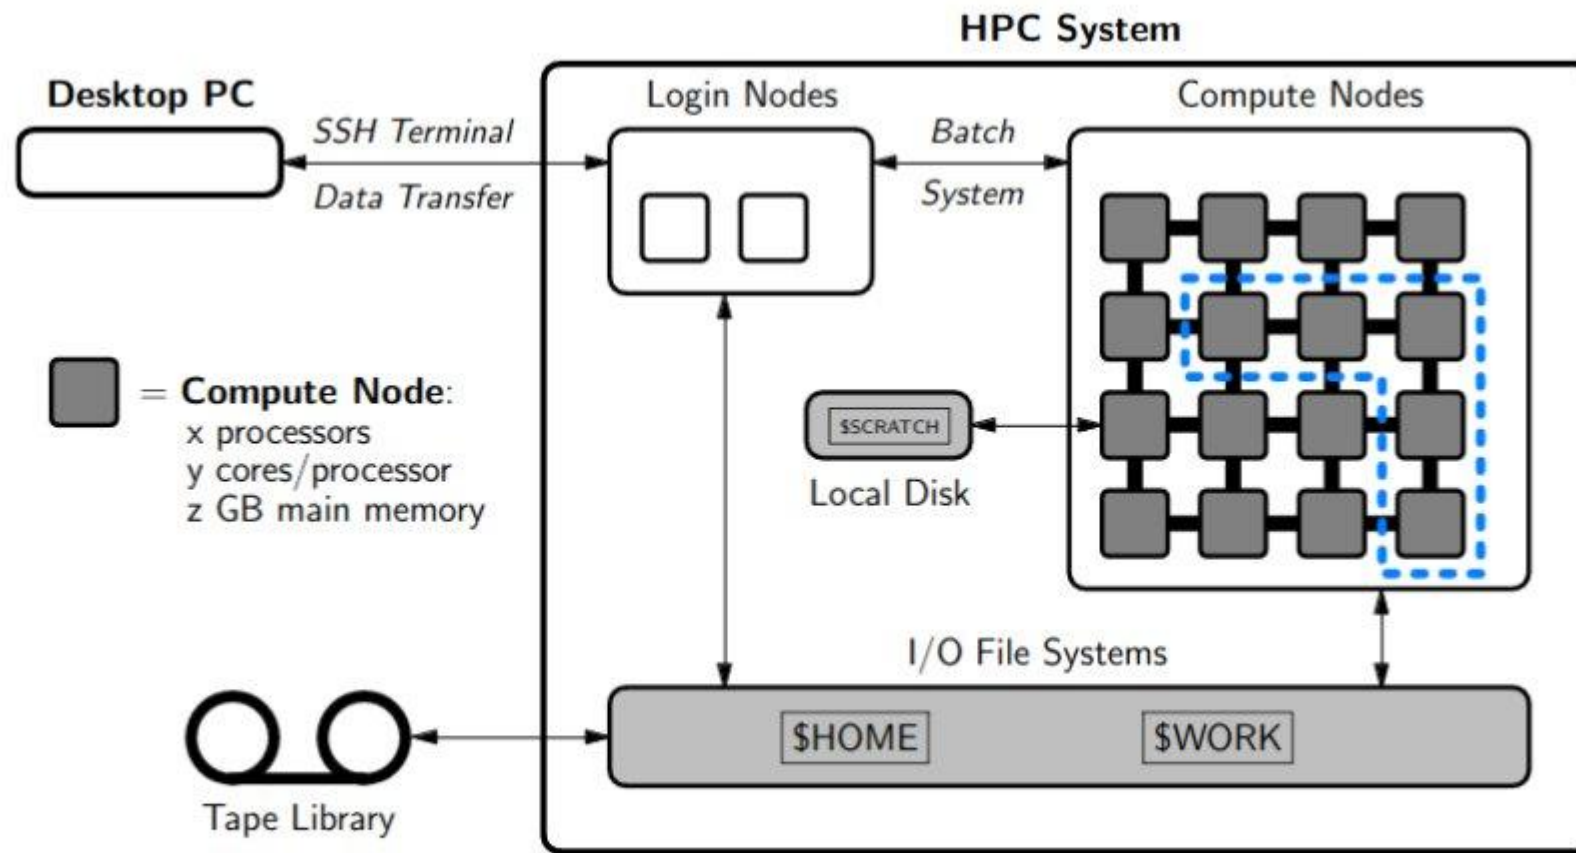 HPC System
Desktop PC
Login Nodes
Compute Nodes
SSH Terminal
Data Transfer
Batch
System
= Compute Node:
x processors
y cores/processor
z GB main memory
$SCRATCH
Local Disk
I/O File Systems
$HOME
$WORK
Tape Library